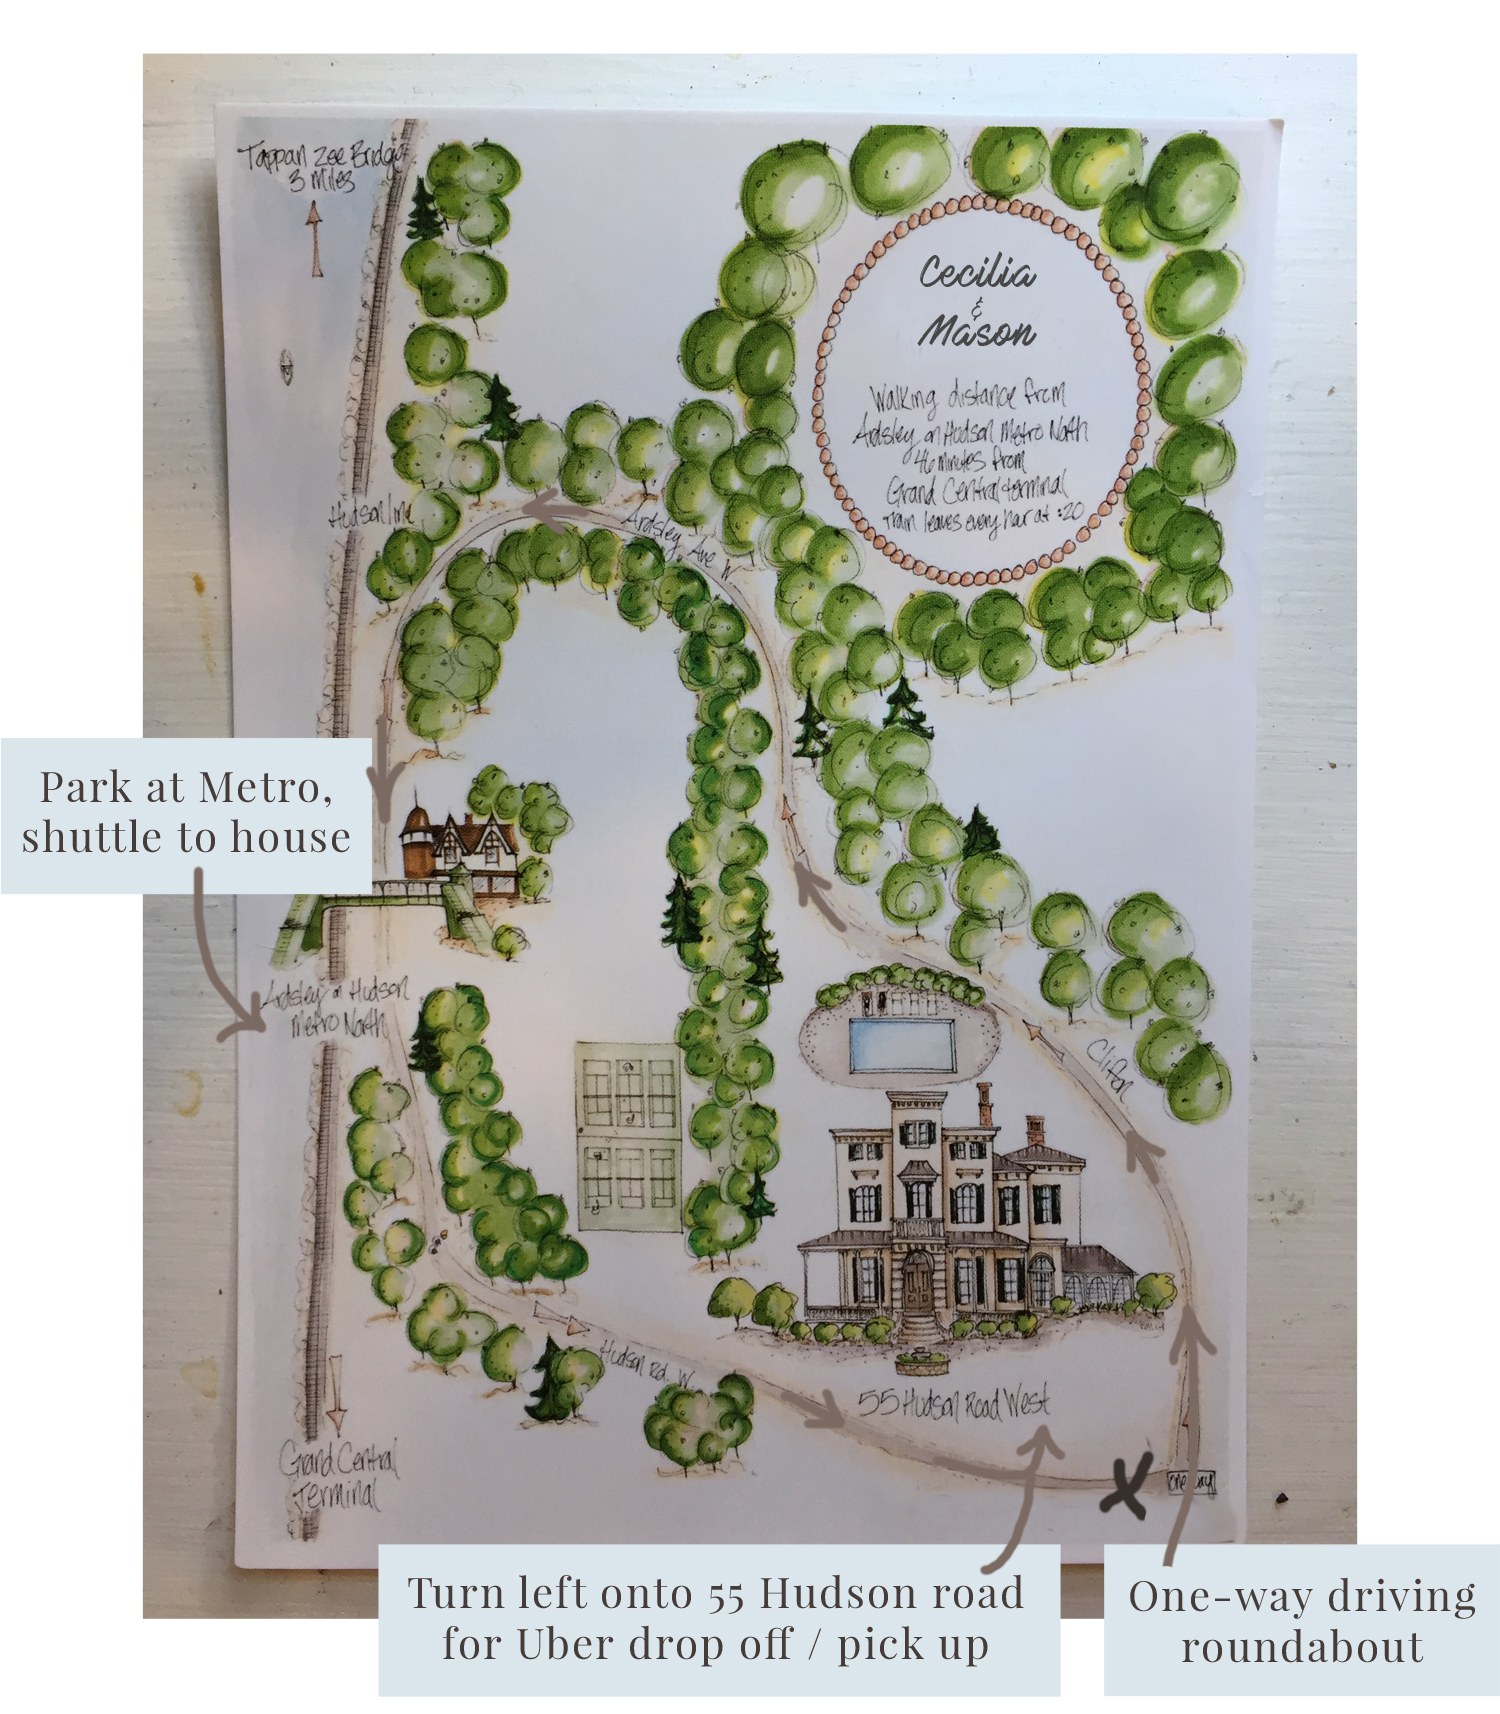 Tappan Zee Bridge
3 Miles
Cecilia
&
Mason
Walking distance from
Ardsley on Hudson Metro North
46 minutes from
Grand Central terminal
Train leaves every hour at :20
Hudson line
Ardsley Ave W
Park at Metro,
shuttle to house
Ardsley on Hudson
Metro North
Clifton
Hudson Rd. W.
55 Hudson Road West
Grand Central
Terminal
X
one way
Turn left onto 55 Hudson road
for Uber drop off / pick up
One-way driving
roundabout